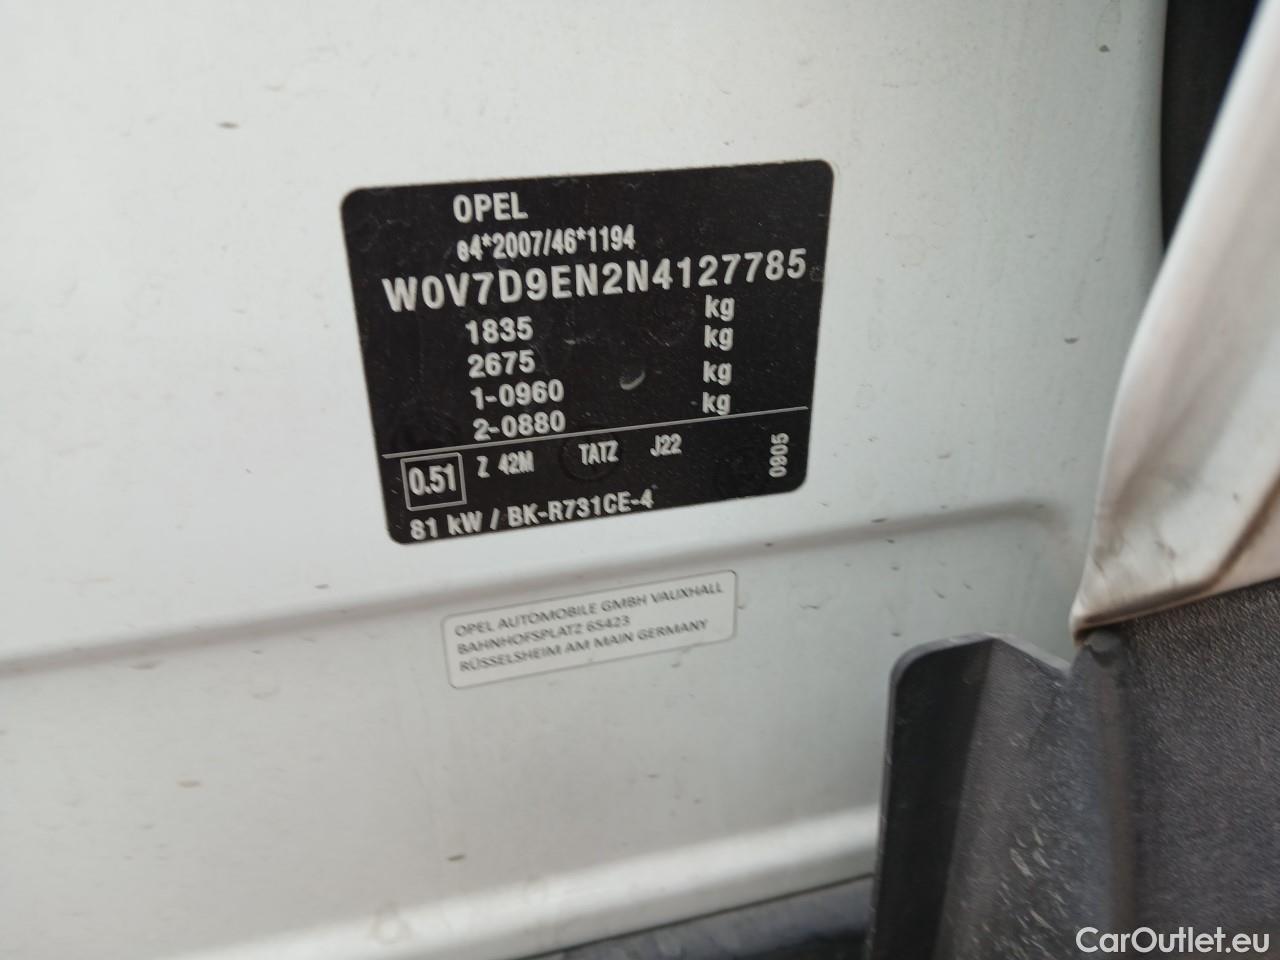 OPEL
e4*2007/46*1194
W0V7D9EN2N4127785
1835 kg
2675 kg
1-0960 kg
2-0880 kg
0.51 Z 42M TATZ J22 0905
81 kW / BK-R731CE-4
OPEL AUTOMOBILE GMBH VAUXHALL
BAHNHOFSPLATZ 65423
RÜSSELSHEIM AM MAIN GERMANY
CarOutlet.eu